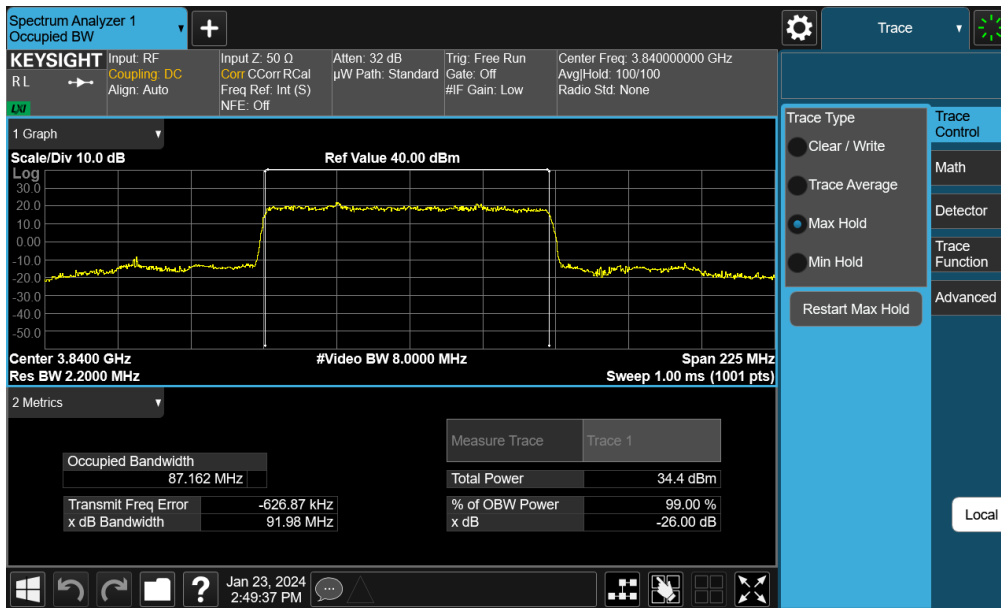 Spectrum Analyzer 1
Occupied BW
+
Trace
KEYSIGHT
R L
LXI
Input: RF
Coupling: DC
Align: Auto
Input Z: 50 Ω
Corr CCorr RCal
Freq Ref: Int (S)
NFE: Off
Atten: 32 dB
µW Path: Standard
Trig: Free Run
Gate: Off
#IF Gain: Low
Center Freq: 3.840000000 GHz
Avg|Hold: 100/100
Radio Std: None
1 Graph
Scale/Div 10.0 dB
Ref Value 40.00 dBm
Log
30.0
20.0
10.0
0.00
-10.0
-20.0
-30.0
-40.0
-50.0
Center 3.8400 GHz
#Video BW 8.0000 MHz
Span 225 MHz
Res BW 2.2000 MHz
Sweep 1.00 ms (1001 pts)
2 Metrics
Measure Trace
Trace 1
Occupied Bandwidth
87.162 MHz
Total Power
34.4 dBm
Transmit Freq Error
-626.87 kHz
% of OBW Power
99.00 %
x dB Bandwidth
91.98 MHz
x dB
-26.00 dB
Trace Type
Clear / Write
Trace Average
Max Hold
Min Hold
Restart Max Hold
Trace
Control
Math
Detector
Trace
Function
Advanced
Local
?
Jan 23, 2024
2:49:37 PM